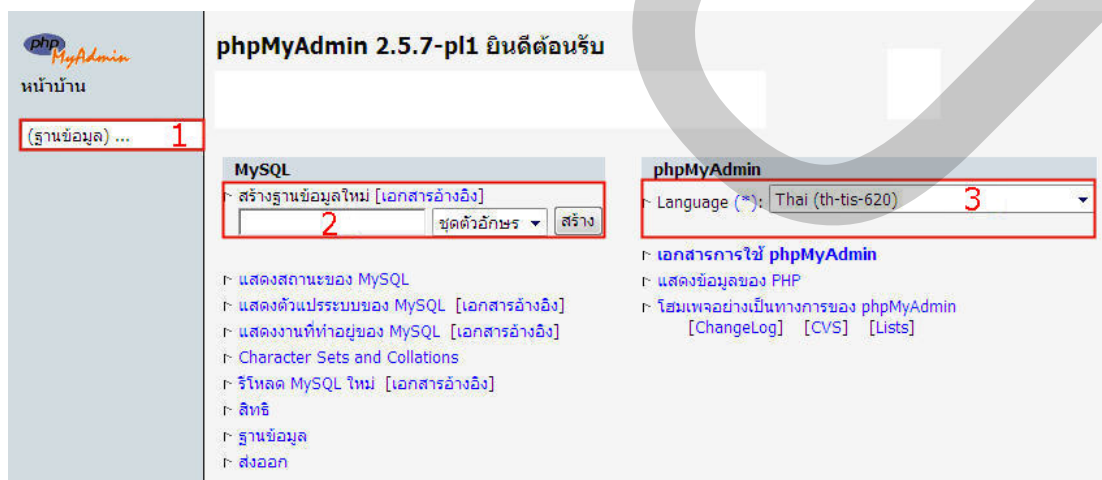 php
MyAdmin
หน้าบ้าน
(ฐานข้อมูล) ... 1
phpMyAdmin 2.5.7-pl1 ยินดีต้อนรับ
MySQL
สร้างฐานข้อมูลใหม่ [เอกสารอ้างอิง]
2 ชุดตัวอักษร สร้าง
แสดงสถานะของ MySQL
แสดงตัวแปรระบบของ MySQL [เอกสารอ้างอิง]
แสดงงานที่ทำอยู่ของ MySQL [เอกสารอ้างอิง]
Character Sets and Collations
รีโหลด MySQL ใหม่ [เอกสารอ้างอิง]
สิทธิ
ฐานข้อมูล
ส่งออก
phpMyAdmin
Language (*): Thai (th-tis-620) 3
เอกสารการใช้ phpMyAdmin
แสดงข้อมูลของ PHP
โฮมเพจอย่างเป็นทางการของ phpMyAdmin
[ChangeLog] [CVS] [Lists]